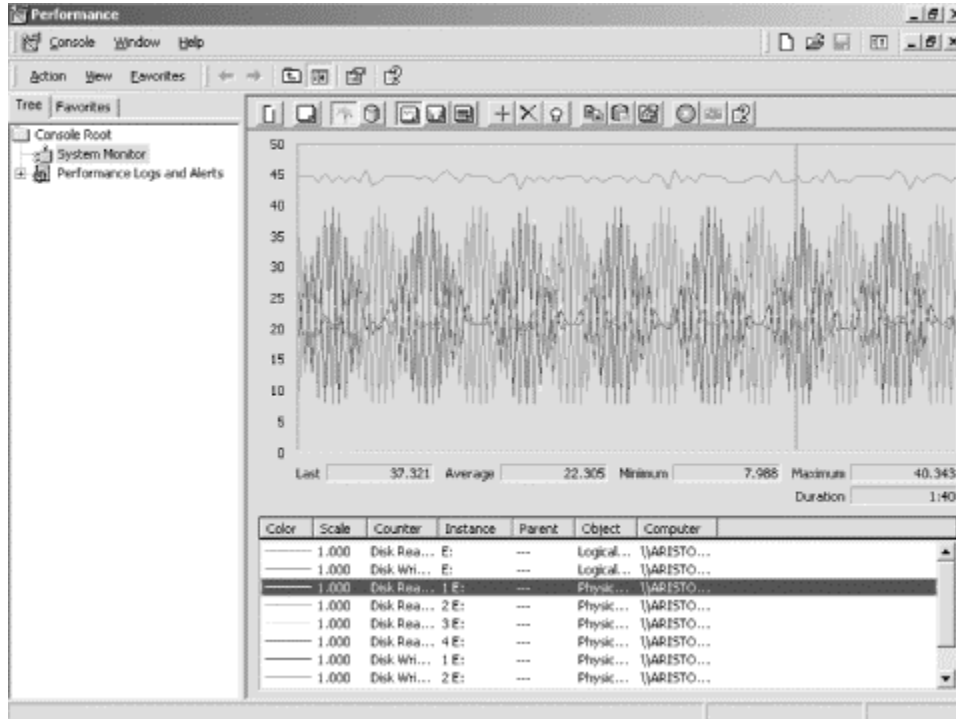 Performance
Console Window Help
Action View Favorites
Tree Favorites
Console Root
System Monitor
Performance Logs and Alerts
50
45
40
35
30
25
20
15
10
5
0
Last 37.321 Average 22.305 Minimum 7.988 Maximum 40.343
Duration 1:40
Color Scale Counter Instance Parent Object Computer
1.000 Disk Rea... E: --- Logical... \\ARISTO...
1.000 Disk Wri... E: --- Logical... \\ARISTO...
1.000 Disk Rea... 1 E: --- Physic... \\ARISTO...
1.000 Disk Rea... 2 E: --- Physic... \\ARISTO...
1.000 Disk Rea... 3 E: --- Physic... \\ARISTO...
1.000 Disk Rea... 4 E: --- Physic... \\ARISTO...
1.000 Disk Wri... 1 E: --- Physic... \\ARISTO...
1.000 Disk Wri... 2 E: --- Physic... \\ARISTO...